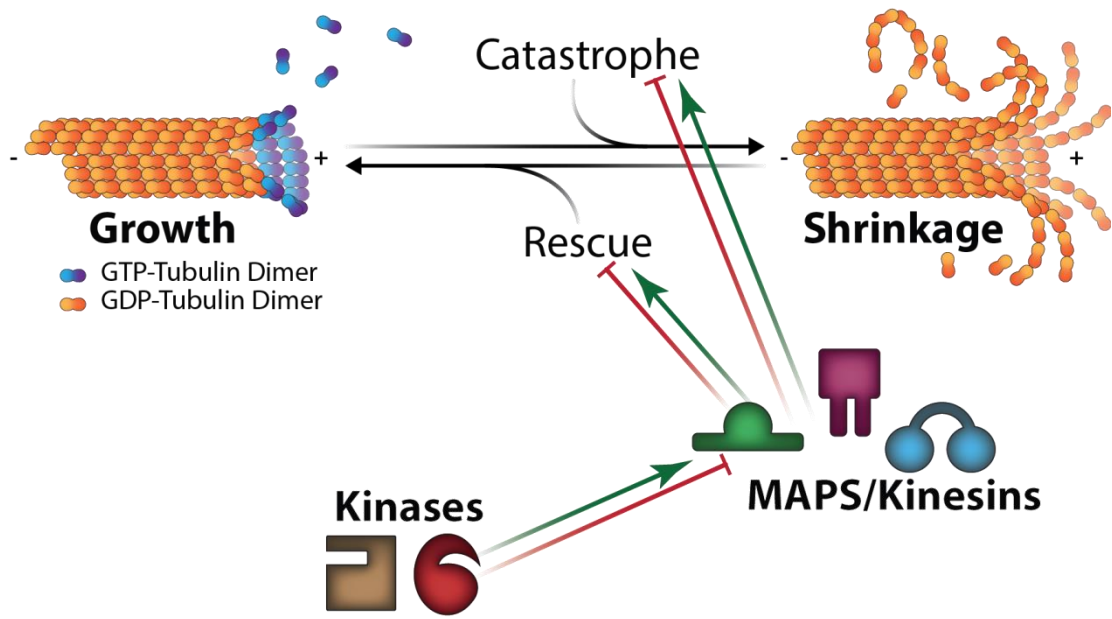 Catastrophe
-
+
-
+
Growth
Rescue
Shrinkage
GTP-Tubulin Dimer
GDP-Tubulin Dimer
MAPS/Kinesins
Kinases